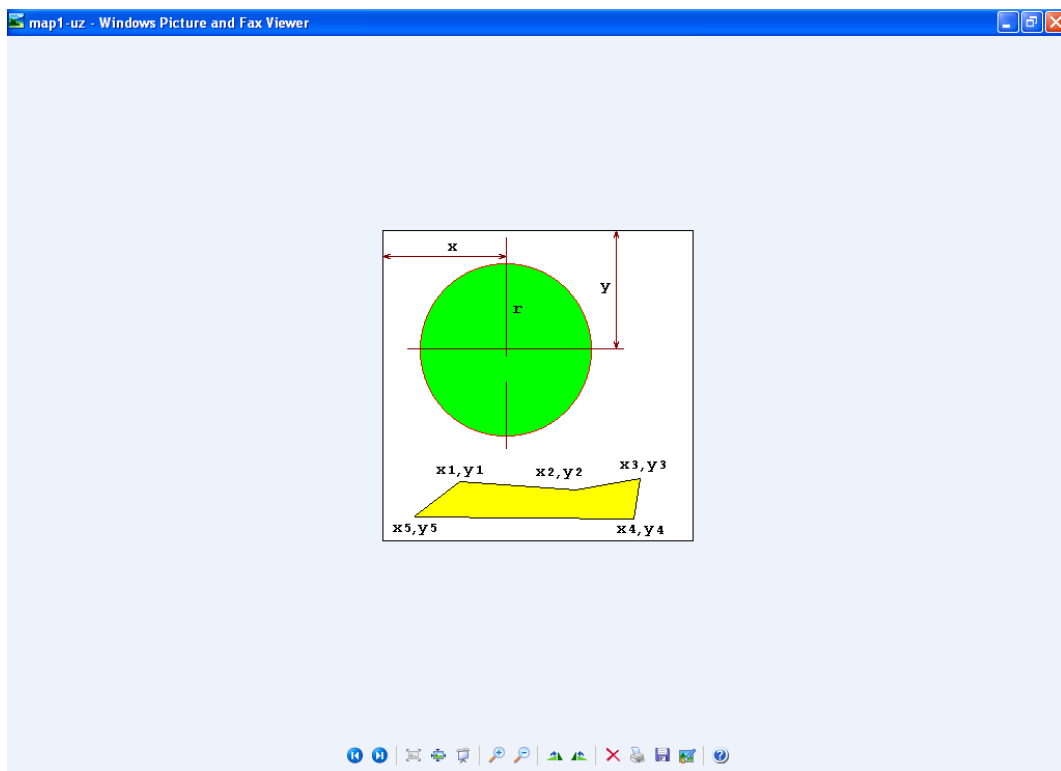 map1-uz - Windows Picture and Fax Viewer
x
y
r
x1,y1
x2,y2
x3,y3
x5,y5
x4,y4